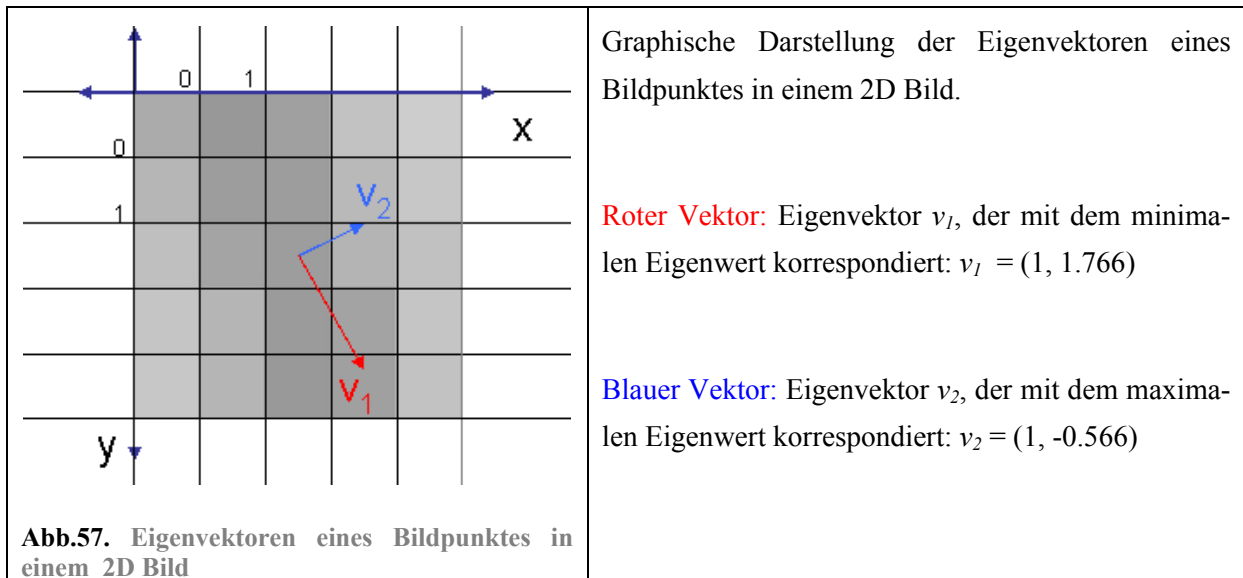 0 1
x
0
1
v2
v1
y
Abb.57. Eigenvektoren eines Bildpunktes in
einem 2D Bild
Graphische Darstellung der Eigenvektoren eines
Bildpunktes in einem 2D Bild.
Roter Vektor: Eigenvektor v1, der mit dem minima-
len Eigenwert korrespondiert: v1 = (1, 1.766)
Blauer Vektor: Eigenvektor v2, der mit dem maxima-
len Eigenwert korrespondiert: v2 = (1, -0.566)